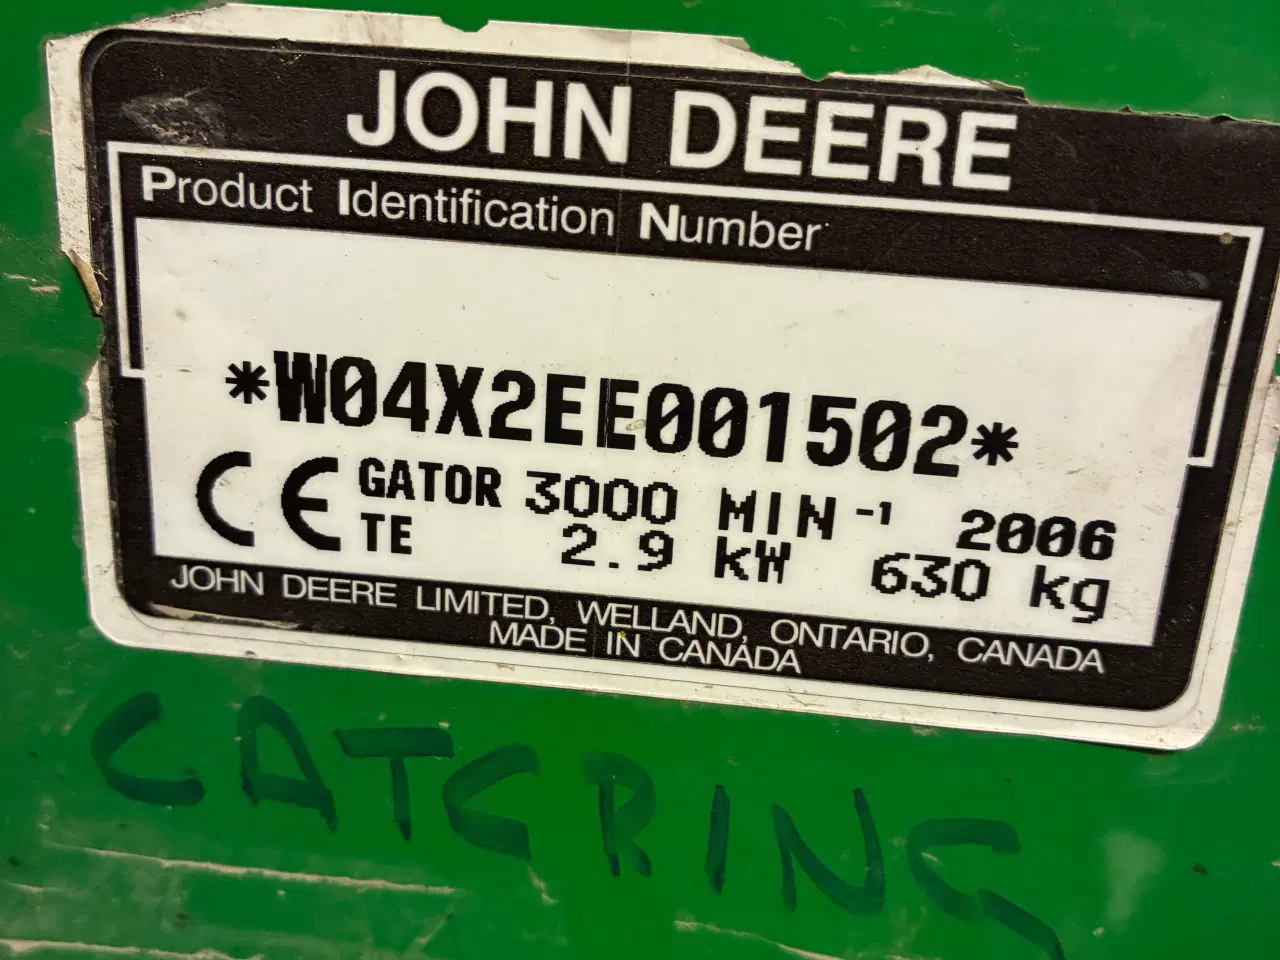 JOHN DEERE
Product Identification Number
*W04X2EE001502*
CE GATOR 3000 MIN⁻¹ 2006
TE 2.9 kW 630 kg
JOHN DEERE LIMITED, WELLAND, ONTARIO, CANADA
MADE IN CANADA
CATERING